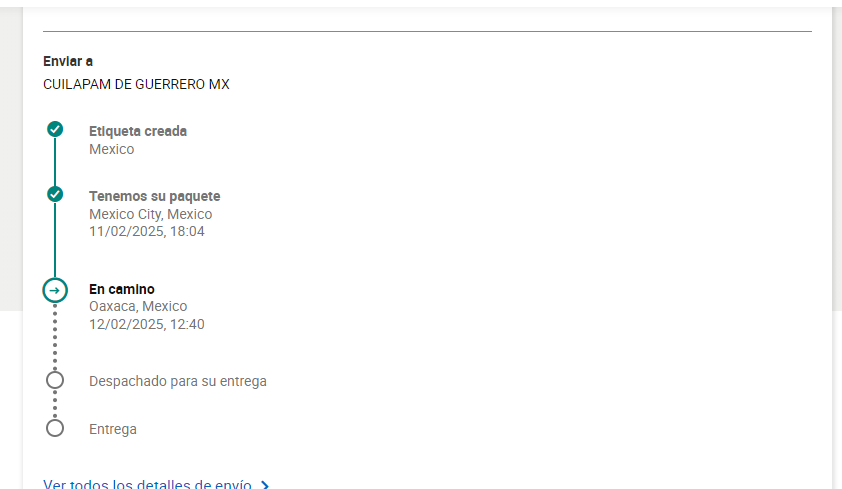 Enviar a
CUILAPAM DE GUERRERO MX
Etiqueta creada
Mexico
Tenemos su paquete
Mexico City, Mexico
11/02/2025, 18:04
En camino
Oaxaca, Mexico
12/02/2025, 12:40
Despachado para su entrega
Entrega
Ver todos los detalles de envío